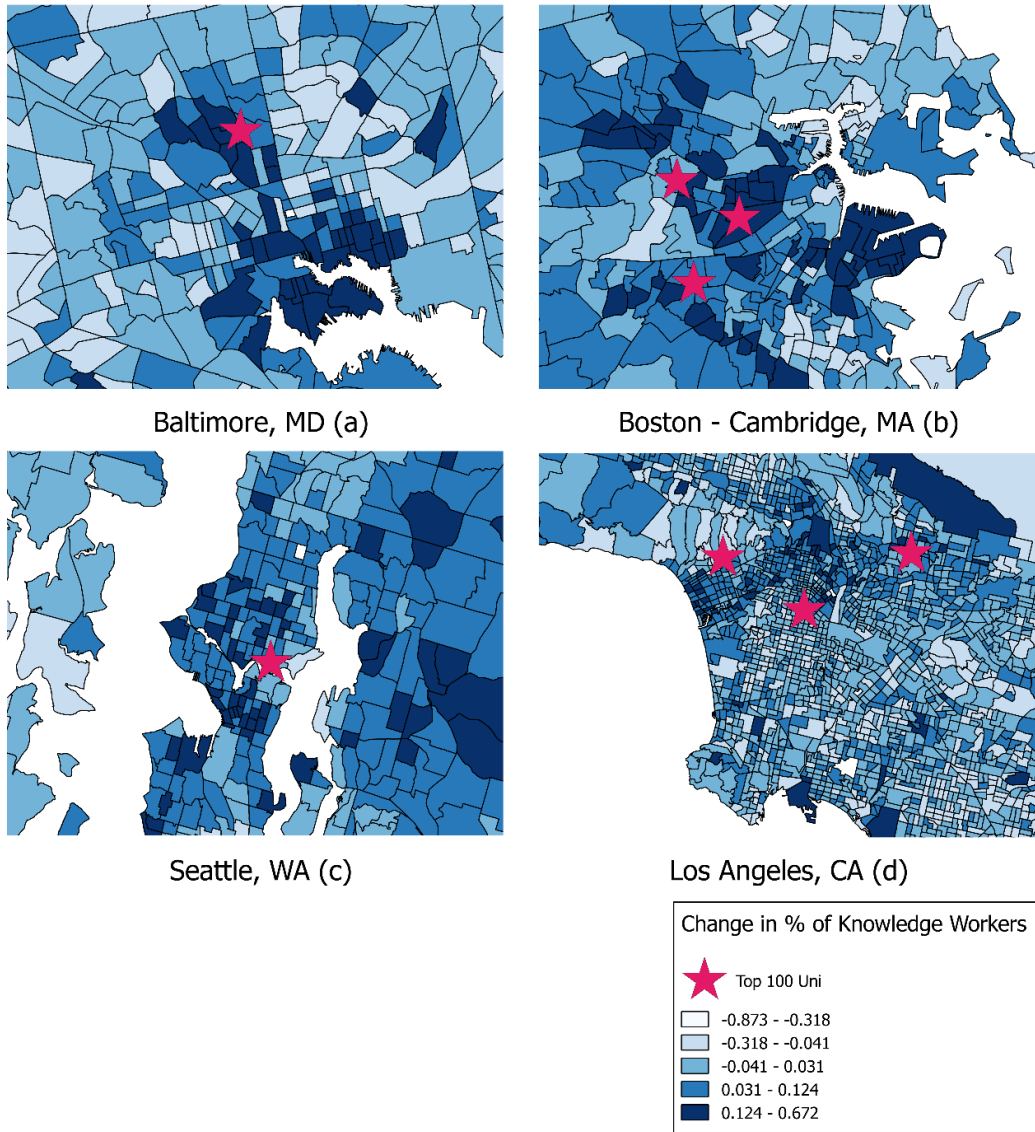 Baltimore, MD (a)
Boston - Cambridge, MA (b)
Seattle, WA (c)
Los Angeles, CA (d)
Change in % of Knowledge Workers
Top 100 Uni
-0.873 - -0.318
-0.318 - -0.041
-0.041 - 0.031
0.031 - 0.124
0.124 - 0.672